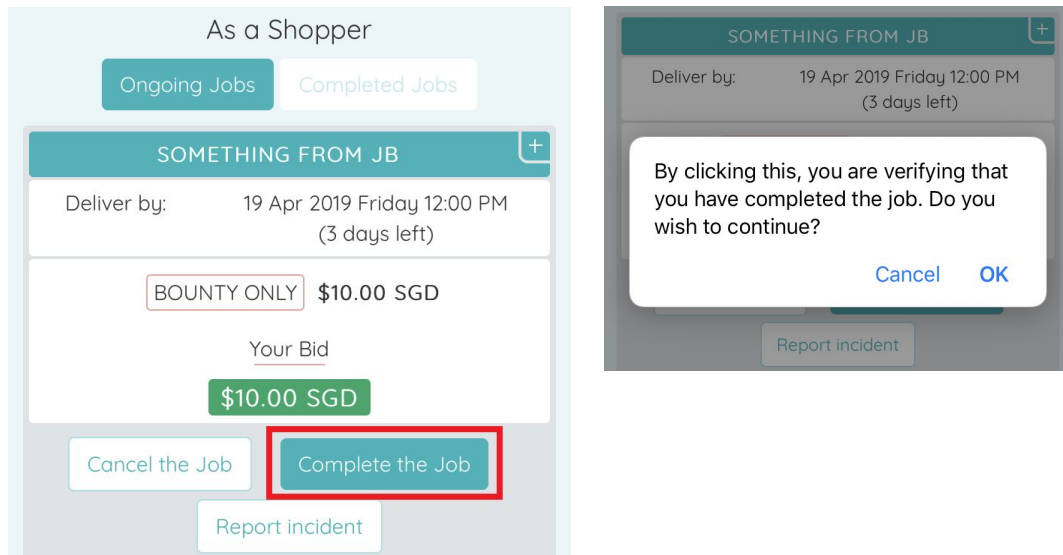 As a Shopper
Ongoing Jobs Completed Jobs
SOMETHING FROM JB +
Deliver by: 19 Apr 2019 Friday 12:00 PM
(3 days left)
BOUNTY ONLY $10.00 SGD
Your Bid
$10.00 SGD
Cancel the Job Complete the Job
Report incident
SOMETHING FROM JB +
Deliver by: 19 Apr 2019 Friday 12:00 PM
(3 days left)
By clicking this, you are verifying that
you have completed the job. Do you
wish to continue?
Cancel OK
Report incident